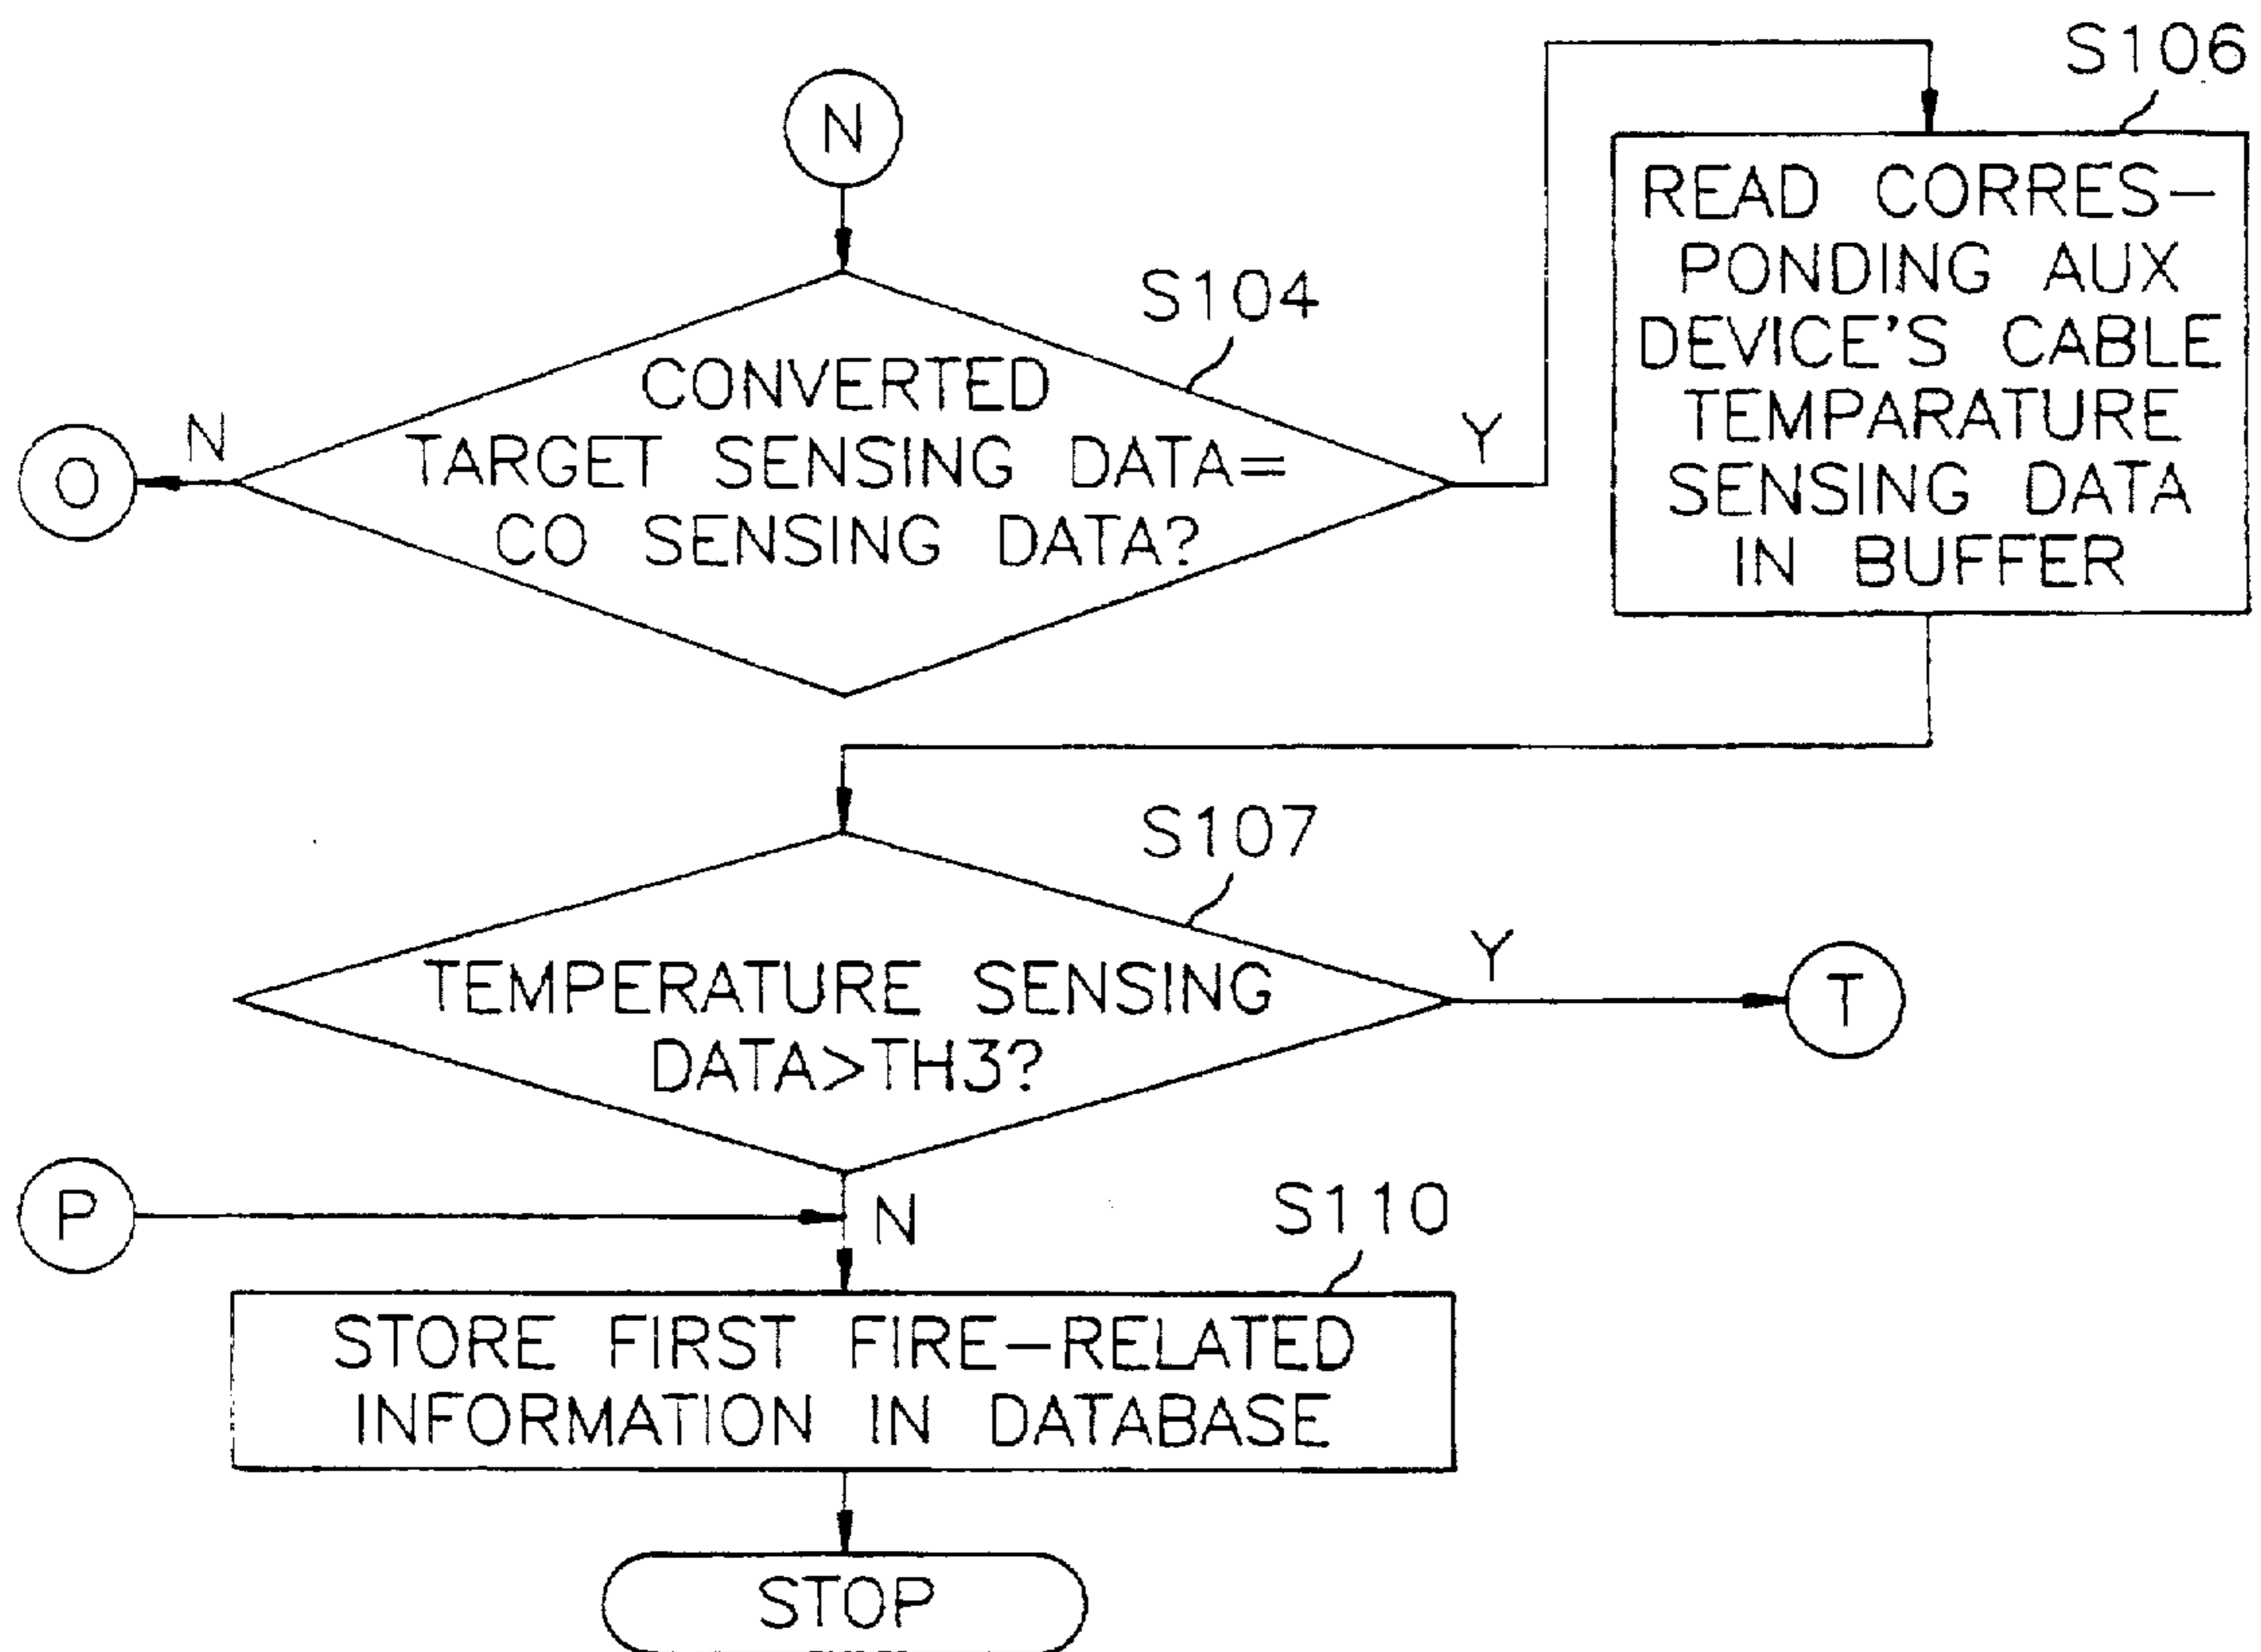 N
S104
CONVERTED
TARGET SENSING DATA=
CO SENSING DATA?
N
O
Y
S106
READ CORRES-
PONDING AUX
DEVICE'S CABLE
TEMPARATURE
SENSING DATA
IN BUFFER
S107
TEMPERATURE SENSING
DATA>TH3?
Y
T
N
P
S110
STORE FIRST FIRE-RELATED
INFORMATION IN DATABASE
STOP